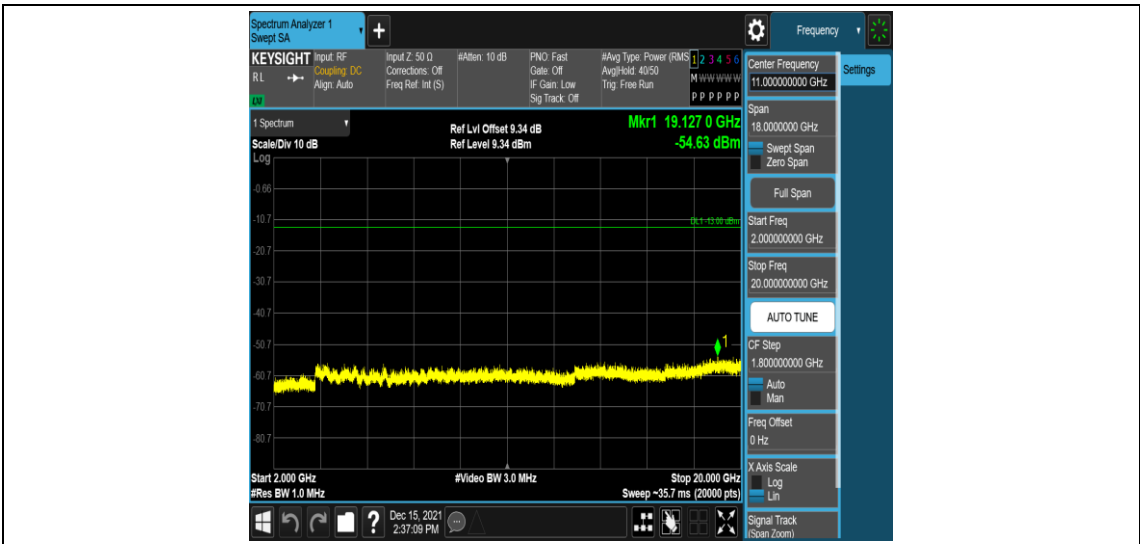 Spectrum Analyzer 1
Swept SA
+
Frequency
KEYSIGHT
RL
LXI
Input: RF
Coupling: DC
Align: Auto
Input Z: 50 Ω
Corrections: Off
Freq Ref: Int (S)
#Atten: 10 dB
PNO: Fast
Gate: Off
IF Gain: Low
Sig Track: Off
#Avg Type: Power (RMS
Avg|Hold: 40/50
Trig: Free Run
1 2 3 4 5 6
M W W W W W
P P P P P P
1 Spectrum
Scale/Div 10 dB
Log
Ref Lvl Offset 9.34 dB
Ref Level 9.34 dBm
Mkr1 19.127 0 GHz
-54.63 dBm
-0.66
-10.7
DL1 -13.00 dBm
-20.7
-30.7
-40.7
-50.7
1
-60.7
-70.7
-80.7
Start 2.000 GHz
#Res BW 1.0 MHz
#Video BW 3.0 MHz
Stop 20.000 GHz
Sweep ~35.7 ms (20000 pts)
?
Dec 15, 2021
2:37:09 PM
Center Frequency
11.000000000 GHz
Settings
Span
18.0000000 GHz
Swept Span
Zero Span
Full Span
Start Freq
2.000000000 GHz
Stop Freq
20.000000000 GHz
AUTO TUNE
CF Step
1.800000000 GHz
Auto
Man
Freq Offset
0 Hz
X Axis Scale
Log
Lin
Signal Track
(Span Zoom)